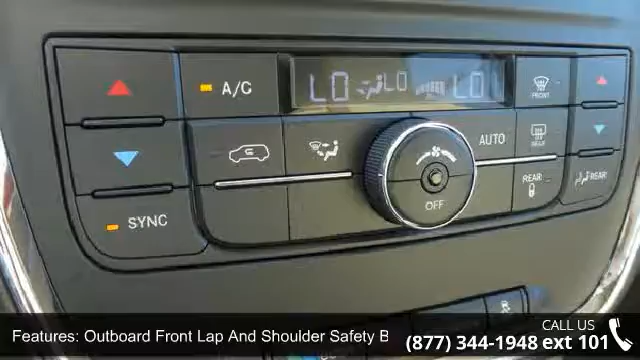 A/C
LO
LO
LO
FRONT
AUTO
REAR
OFF
REAR
REAR
SYNC
CALL US
Features: Outboard Front Lap And Shoulder Safety B
(877) 344-1948 ext 101